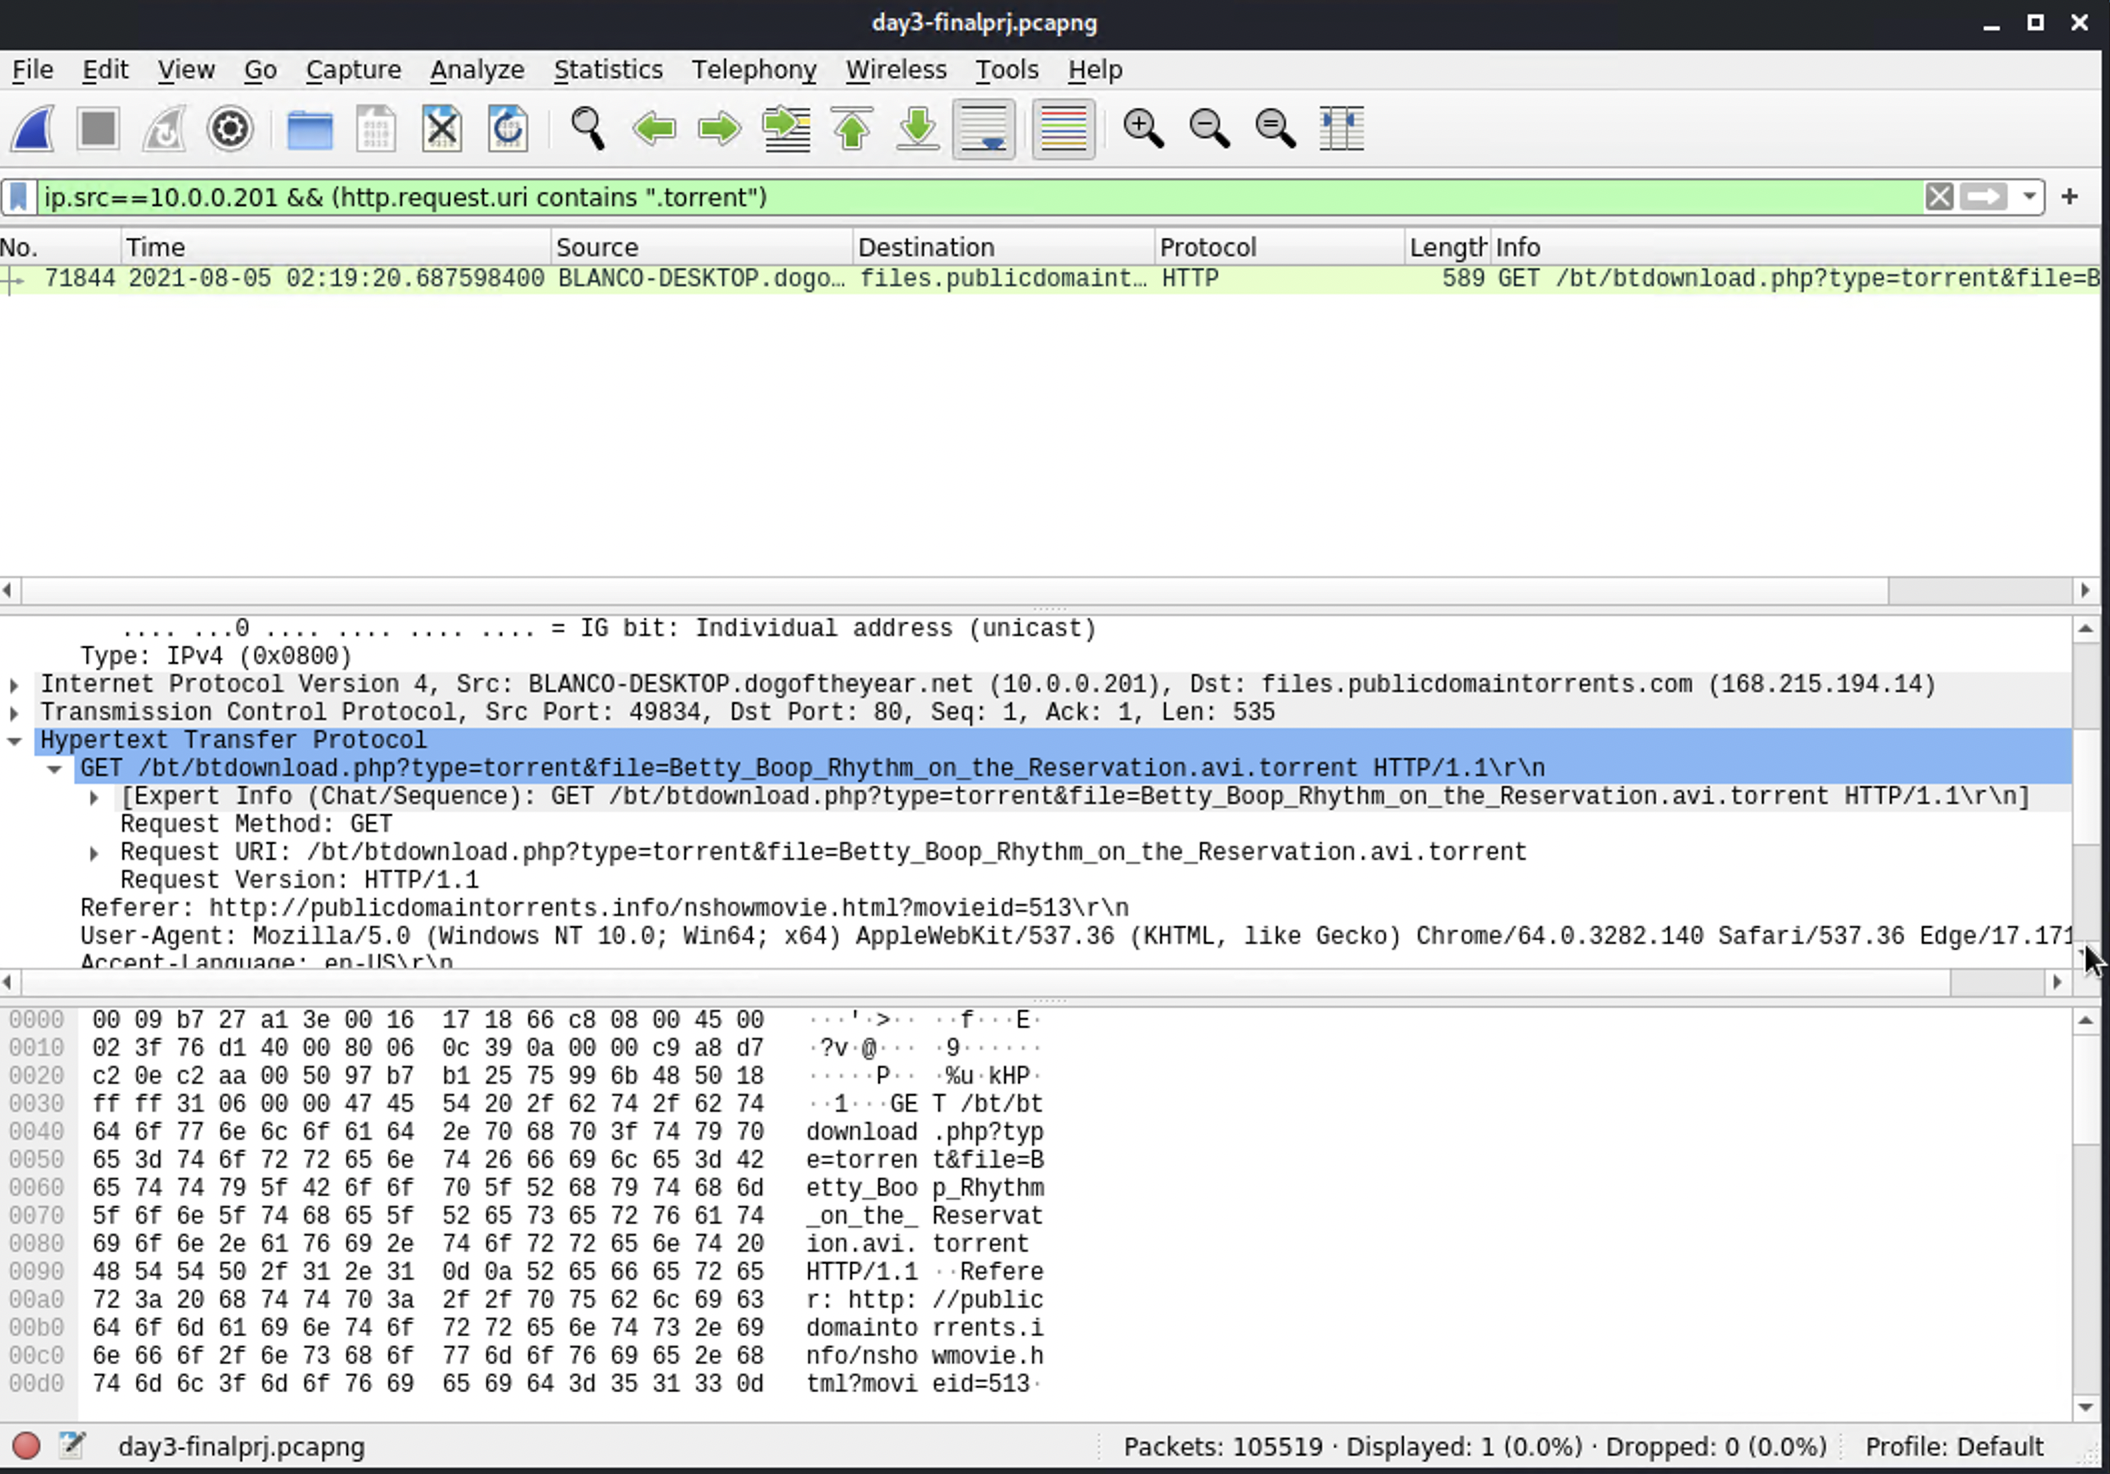 day3-finalprj.pcapng
File Edit View Go Capture Analyze Statistics Telephony Wireless Tools Help
ip.src==10.0.0.201 && (http.request.uri contains ".torrent")
No. Time Source Destination Protocol Length Info
71844 2021-08-05 02:19:20.687598400 BLANCO-DESKTOP.dogo… files.publicdomaint… HTTP 589 GET /bt/btdownload.php?type=torrent&file=B
.... ...0 .... .... .... .... = IG bit: Individual address (unicast)
Type: IPv4 (0x0800)
Internet Protocol Version 4, Src: BLANCO-DESKTOP.dogoftheyear.net (10.0.0.201), Dst: files.publicdomaintorrents.com (168.215.194.14)
Transmission Control Protocol, Src Port: 49834, Dst Port: 80, Seq: 1, Ack: 1, Len: 535
Hypertext Transfer Protocol
GET /bt/btdownload.php?type=torrent&file=Betty_Boop_Rhythm_on_the_Reservation.avi.torrent HTTP/1.1\r\n
[Expert Info (Chat/Sequence): GET /bt/btdownload.php?type=torrent&file=Betty_Boop_Rhythm_on_the_Reservation.avi.torrent HTTP/1.1\r\n]
Request Method: GET
Request URI: /bt/btdownload.php?type=torrent&file=Betty_Boop_Rhythm_on_the_Reservation.avi.torrent
Request Version: HTTP/1.1
Referer: http://publicdomaintorrents.info/nshowmovie.html?movieid=513\r\n
User-Agent: Mozilla/5.0 (Windows NT 10.0; Win64; x64) AppleWebKit/537.36 (KHTML, like Gecko) Chrome/64.0.3282.140 Safari/537.36 Edge/17.171
Accept-Language: en-US\r\n
0000 00 09 b7 27 a1 3e 00 16 17 18 66 c8 08 00 45 00 ···'·>·· ··f···E·
0010 02 3f 76 d1 40 00 80 06 0c 39 0a 00 00 c9 a8 d7 ·?v·@··· ·9······
0020 c2 0e c2 aa 00 50 97 b7 b1 25 75 99 6b 48 50 18 ·····P·· ·%u·kHP·
0030 ff ff 31 06 00 00 47 45 54 20 2f 62 74 2f 62 74 ··1···GE T /bt/bt
0040 64 6f 77 6e 6c 6f 61 64 2e 70 68 70 3f 74 79 70 download .php?typ
0050 65 3d 74 6f 72 72 65 6e 74 26 66 69 6c 65 3d 42 e=torren t&file=B
0060 65 74 74 79 5f 42 6f 6f 70 5f 52 68 79 74 68 6d etty_Boo p_Rhythm
0070 5f 6f 6e 5f 74 68 65 5f 52 65 73 65 72 76 61 74 _on_the_ Reservat
0080 69 6f 6e 2e 61 76 69 2e 74 6f 72 72 65 6e 74 20 ion.avi. torrent
0090 48 54 54 50 2f 31 2e 31 0d 0a 52 65 66 65 72 65 HTTP/1.1 ··Refere
00a0 72 3a 20 68 74 74 70 3a 2f 2f 70 75 62 6c 69 63 r: http: //public
00b0 64 6f 6d 61 69 6e 74 6f 72 72 65 6e 74 73 2e 69 domainto rrents.i
00c0 6e 66 6f 2f 6e 73 68 6f 77 6d 6f 76 69 65 2e 68 nfo/nsho wmovie.h
00d0 74 6d 6c 3f 6d 6f 76 69 65 69 64 3d 35 31 33 0d tml?movi eid=513·
day3-finalprj.pcapng Packets: 105519 · Displayed: 1 (0.0%) · Dropped: 0 (0.0%) Profile: Default